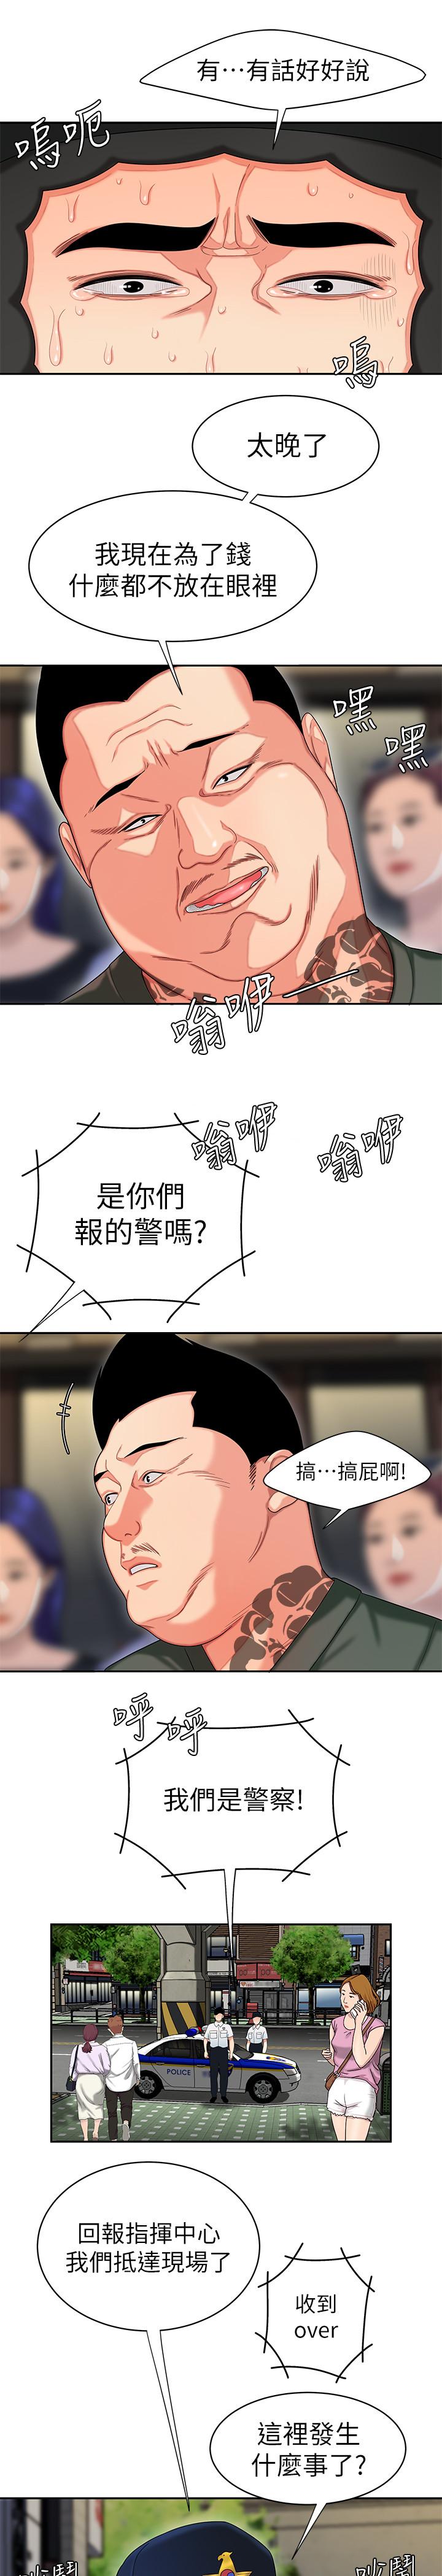 有…有話好好說
嗚呃
嗚
太晚了
我現在為了錢
什麼都不放在眼裡
嘿
嘿
嗡咿
嗡咿
嗡咿
是你們
報的警嗎?
搞…搞屁啊!
呼
呼
我們是警察!
POLICE
回報指揮中心
我們抵達現場了
收到
over
這裡發生
什麼事了?
吵鬧
吵鬧